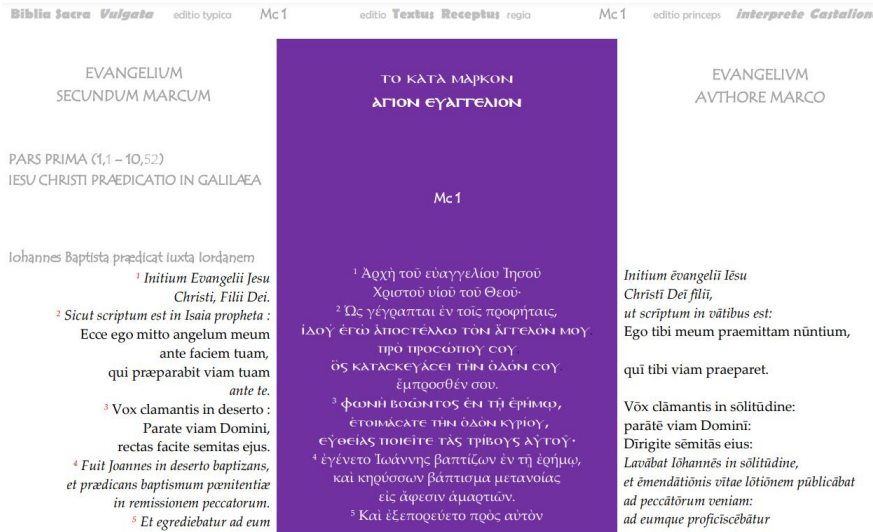 Biblia Sacra Vulgata editio typica Mc 1 editio Textus Receptus regia Mc 1 editio princeps interprete Castalion
EVANGELIUM
SECUNDUM MARCUM
PARS PRIMA (1,1 – 10,52)
IESU CHRISTI PRÆDICATIO IN GALILÆA
Iohannes Baptista prædicat iuxta Iordanem
1 Initium Evangelii Jesu
Christi, Filii Dei.
2 Sicut scriptum est in Isaia propheta :
Ecce ego mitto angelum meum
ante faciem tuam,
qui præparabit viam tuam
ante te.
3 Vox clamantis in deserto :
Parate viam Domini,
rectas facite semitas ejus.
4 Fuit Joannes in deserto baptizans,
et prædicans baptismum pœnitentiæ
in remissionem peccatorum.
5 Et egrediebatur ad eum
ΤΟ ΚΑΤᾺ ΜᾺΡΚΟΝ
ἍΓΙΟΝ ΕΥΑΓΓΕΛΙΟΝ
Mc 1
1 Ἀρχὴ τοῦ εὐαγγελίου Ἰησοῦ
Χριστοῦ υἱοῦ τοῦ Θεοῦ·
2 Ὡς γέγραπται ἐν τοῖς προφήταις,
ἰδού ἐγὼ ἀποστέλλω τὸν ἄγγελόν μου
πρὸ προσώπου σου
ὃς κατασκευάσει τὴν ὁδόν σου
ἔμπροσθέν σου.
3 φωνὴ βοῶντος ἐν τῇ ἐρήμῳ,
ἑτοιμάσατε τὴν ὁδὸν κυρίου,
εὐθείας ποιεῖτε τὰς τρίβους αὐτοῦ·
4 ἐγένετο Ἰωάννης βαπτίζων ἐν τῇ ἐρήμῳ,
καὶ κηρύσσων βάπτισμα μετανοίας
εἰς ἄφεσιν ἁμαρτιῶν.
5 Καὶ ἐξεπορεύετο πρὸς αὐτὸν
EVANGELIVM
AVTHORE MARCO
Initium ēvangeliī Iēsu
Chrīstī Deī fīliī,
ut scrīptum in vātibus est:
Ego tibi meum praemittam nūntium,
quī tibi viam praeparet.
Vōx clāmantis in sōlitūdine:
parātē viam Dominī:
Dīrigite sēmitās eius:
Lavābat Iōhannēs in sōlitūdine,
et ēmendātiōnis vītae lōtiōnem pūblicābat
ad peccātōrum veniam:
ad eumque proficīscēbātur